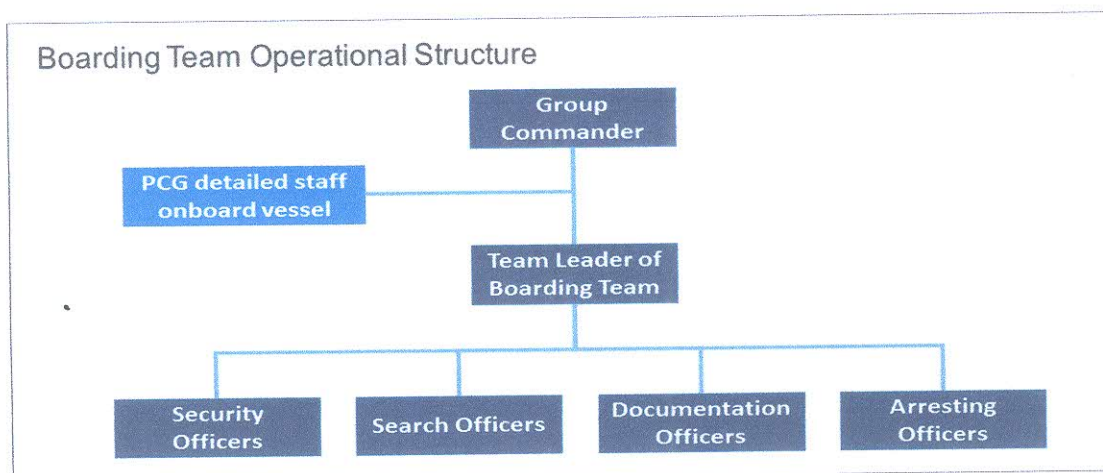 Boarding Team Operational Structure
Group
Commander
PCG detailed staff
onboard vessel
Team Leader of
Boarding Team
Security
Officers
Search Officers
Documentation
Officers
Arresting
Officers